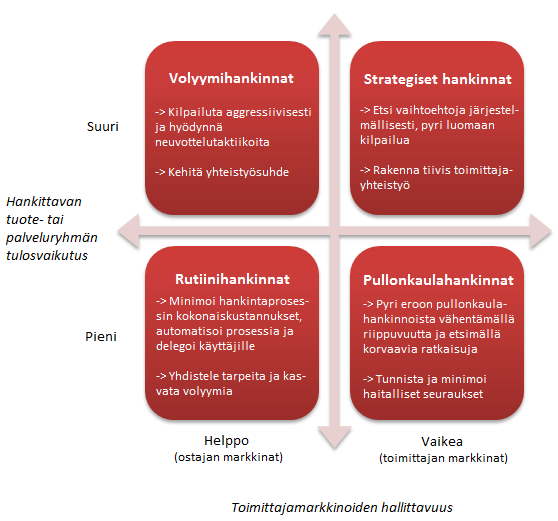 Volyymihankinnat
-> Kilpailuta aggressiivisesti
ja hyödynnä
neuvottelutaktiikoita
-> Kehitä yhteistyösuhde
Strategiset hankinnat
-> Etsi vaihtoehtoja järjestel-
mällisesti, pyri luomaan
kilpailua
-> Rakenna tiivis toimittaja-
yhteistyö
Suuri
Hankittavan
tuote- tai
palveluryhmän
tulosvaikutus
Rutiinihankinnat
-> Minimoi hankintaproses-
sin kokonaiskustannukset,
automatisoi prosessia ja
delegoi käyttäjille
-> Yhdistele tarpeita ja kas-
vata volyymia
Pullonkaulahankinnat
-> Pyri eroon pullonkaula-
hankinnoista vähentämällä
riippuvuutta ja etsimällä
korvaavia ratkaisuja
-> Tunnista ja minimoi
haitalliset seuraukset
Pieni
Helppo
(ostajan markkinat)
Vaikea
(toimittajan markkinat)
Toimittajamarkkinoiden hallittavuus